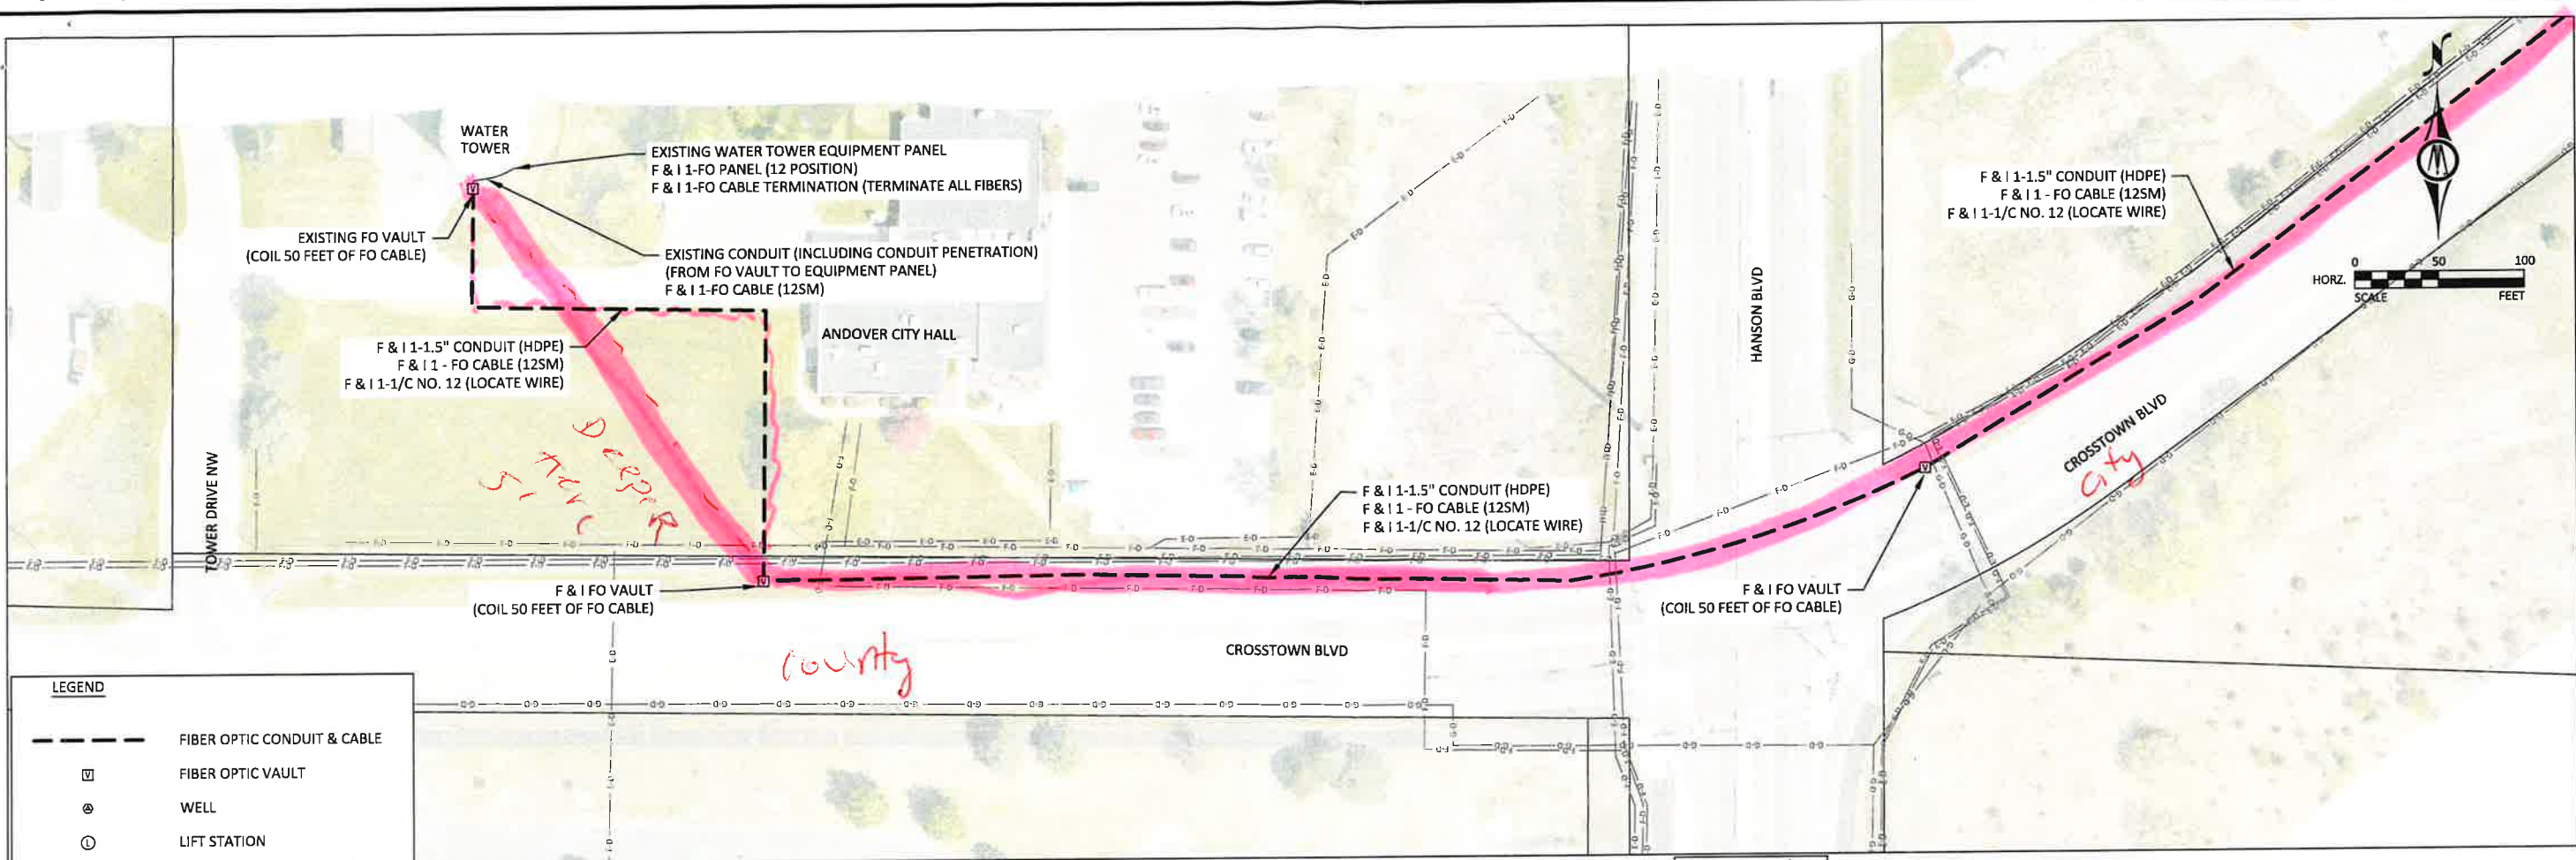 WATER
TOWER
EXISTING WATER TOWER EQUIPMENT PANEL
F & I 1-FO PANEL (12 POSITION)
F & I 1-FO CABLE TERMINATION (TERMINATE ALL FIBERS)
EXISTING FO VAULT
(COIL 50 FEET OF FO CABLE)
EXISTING CONDUIT (INCLUDING CONDUIT PENETRATION)
(FROM FO VAULT TO EQUIPMENT PANEL)
F & I 1-FO CABLE (12SM)
F & I 1-1.5" CONDUIT (HDPE)
F & I 1 - FO CABLE (12SM)
F & I 1-1/C NO. 12 (LOCATE WIRE)
ANDOVER CITY HALL
TOWER DRIVE NW
DEEPER
HERE
5'
F & I FO VAULT
(COIL 50 FEET OF FO CABLE)
F & I 1-1.5" CONDUIT (HDPE)
F & I 1 - FO CABLE (12SM)
F & I 1-1/C NO. 12 (LOCATE WIRE)
County
CROSSTOWN BLVD
HANSON BLVD
F & I 1-1.5" CONDUIT (HDPE)
F & I 1 - FO CABLE (12SM)
F & I 1-1/C NO. 12 (LOCATE WIRE)
N
0 50 100
HORZ.
SCALE FEET
CROSSTOWN BLVD
City
F & I FO VAULT
(COIL 50 FEET OF FO CABLE)
LEGEND
FIBER OPTIC CONDUIT & CABLE
V FIBER OPTIC VAULT
WELL
L LIFT STATION